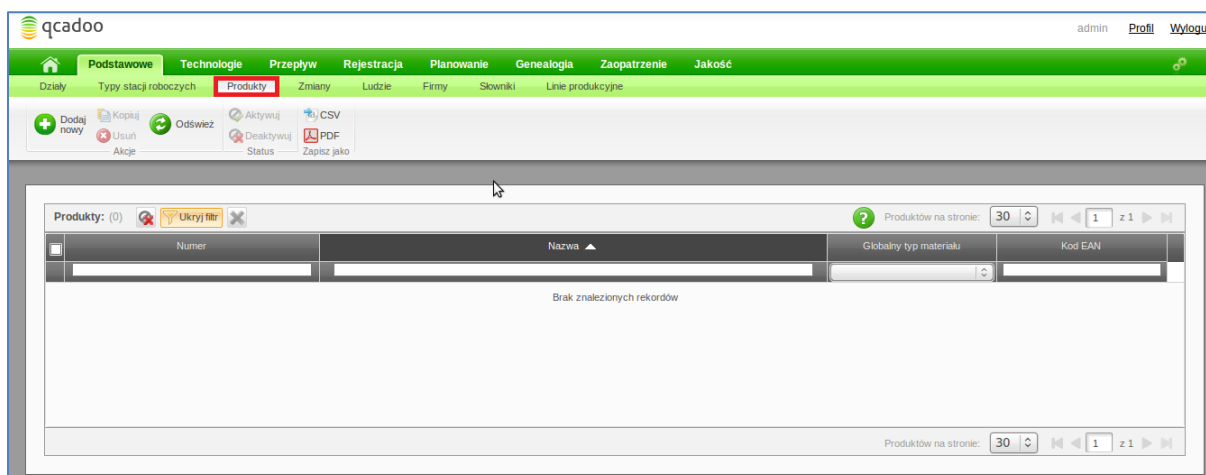 qcadoo
admin Profil Wylogu
Podstawowe Technologie Przepływ Rejestracja Planowanie Genealogia Zaopatrzenie Jakość
Działy Typy stacji roboczych Produkty Zmiany Ludzie Firmy Słowniki Linie produkcyjne
Dodaj nowy Kopiuj Usuń Odśwież Aktywuj Deaktywuj CSV PDF
Akcje Status Zapisz jako
Produkty: (0) Ukryj filtr Produktów na stronie: 30 1 z 1
Numer Nazwa Globalny typ materiału Kod EAN
Brak znalezionych rekordów
Produktów na stronie: 30 1 z 1